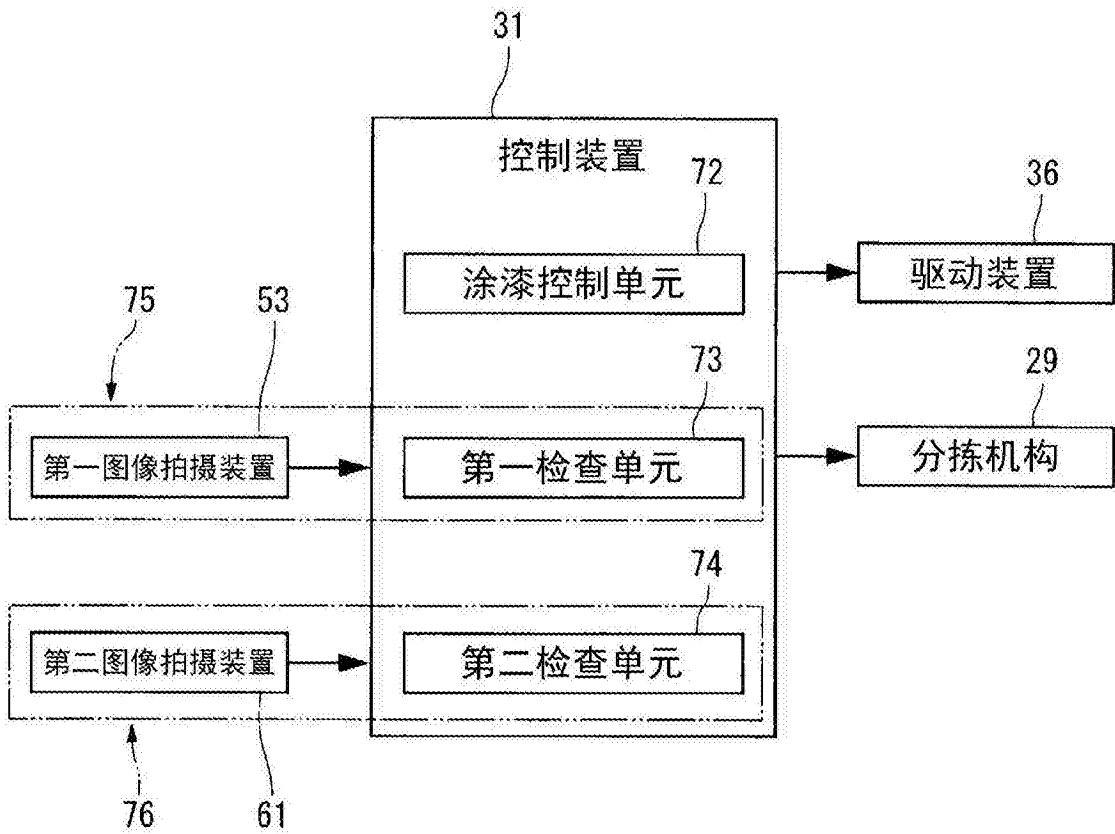 31
控制装置
72
36
涂漆控制单元
驱动装置
75
53
73
29
第一图像拍摄装置
第一检查单元
分拣机构
74
第二图像拍摄装置
第二检查单元
76
61